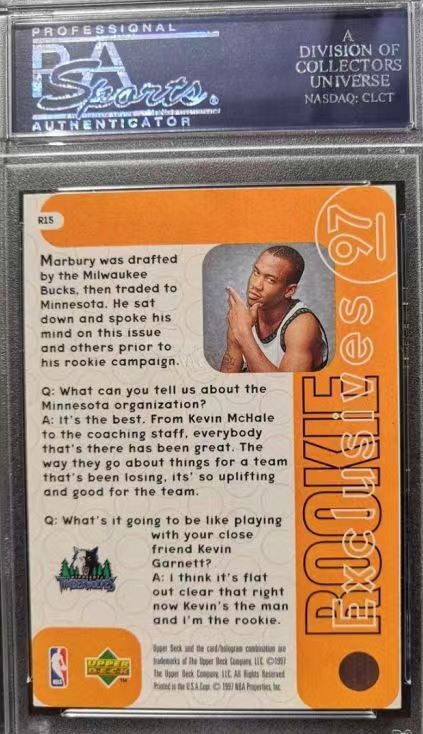 PROFESSIONAL
PSA
Sports®
AUTHENTICATOR
A
DIVISION OF
COLLECTORS
UNIVERSE
NASDAQ: CLCT
R15
Marbury was drafted
by the Milwaukee
Bucks, then traded to
Minnesota. He sat
down and spoke his
mind on this issue
and others prior to
his rookie campaign.
Q: What can you tell us about the
Minnesota organization?
A: it's the best. From Kevin McHale
to the coaching staff, everybody
that's there has been great. The
way they go about things for a team
that's been losing, its' so uplifting
and good for the team.
Q: What's it going to be like playing
with your close
friend Kevin
Garnett?
A: I think it's flat
out clear that right
now Kevin's the man
and I'm the rookie.
ROOKIE
Exclusives 97
TIMBERWOLVES
NBA
UPPER
DECK
TM
Upper Deck and the card/hologram combination are
trademarks of The Upper Deck Company, LLC. ©1997
The Upper Deck Company, LLC. All Rights Reserved.
Printed in the U.S.A. Copr. © 1997 NBA Properties, Inc.